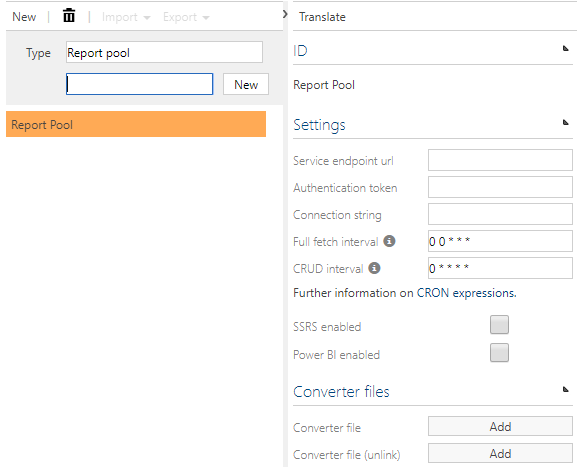 New | Import Export
Type Report pool
New
Report Pool
Translate
ID
Report Pool
Settings
Service endpoint url
Authentication token
Connection string
Full fetch interval 0 0 * * *
CRUD interval 0 * * * *
Further information on CRON expressions.
SSRS enabled
Power BI enabled
Converter files
Converter file Add
Converter file (unlink) Add